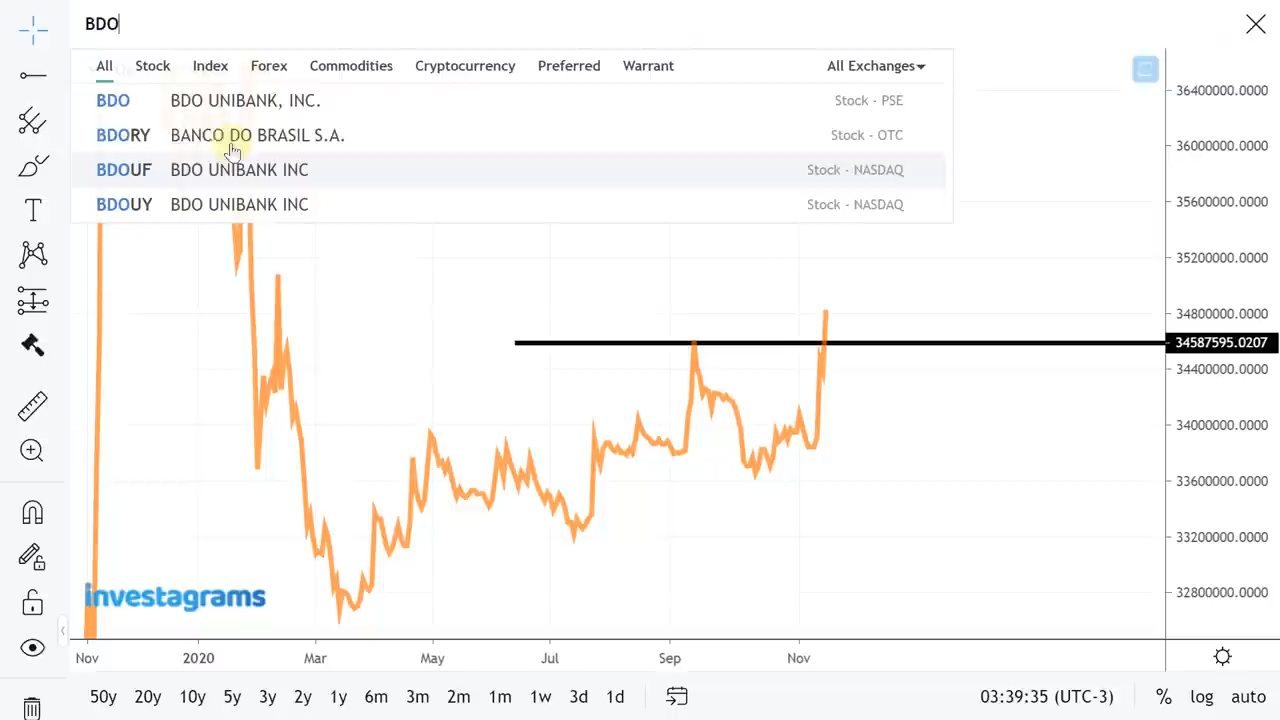 BDO
All Stock Index Forex Commodities Cryptocurrency Preferred Warrant All Exchanges
BDO BDO UNIBANK, INC. Stock - PSE
BDORY BANCO DO BRASIL S.A. Stock - OTC
BDOUF BDO UNIBANK INC Stock - NASDAQ
BDOUY BDO UNIBANK INC Stock - NASDAQ
36400000.0000
36000000.0000
35600000.0000
35200000.0000
34800000.0000
34587595.0207
34400000.0000
34000000.0000
33600000.0000
33200000.0000
32800000.0000
investagrams
Nov 2020 Mar May Jul Sep Nov
50y 20y 10y 5y 3y 2y 1y 6m 3m 2m 1m 1w 3d 1d 03:39:35 (UTC-3) % log auto